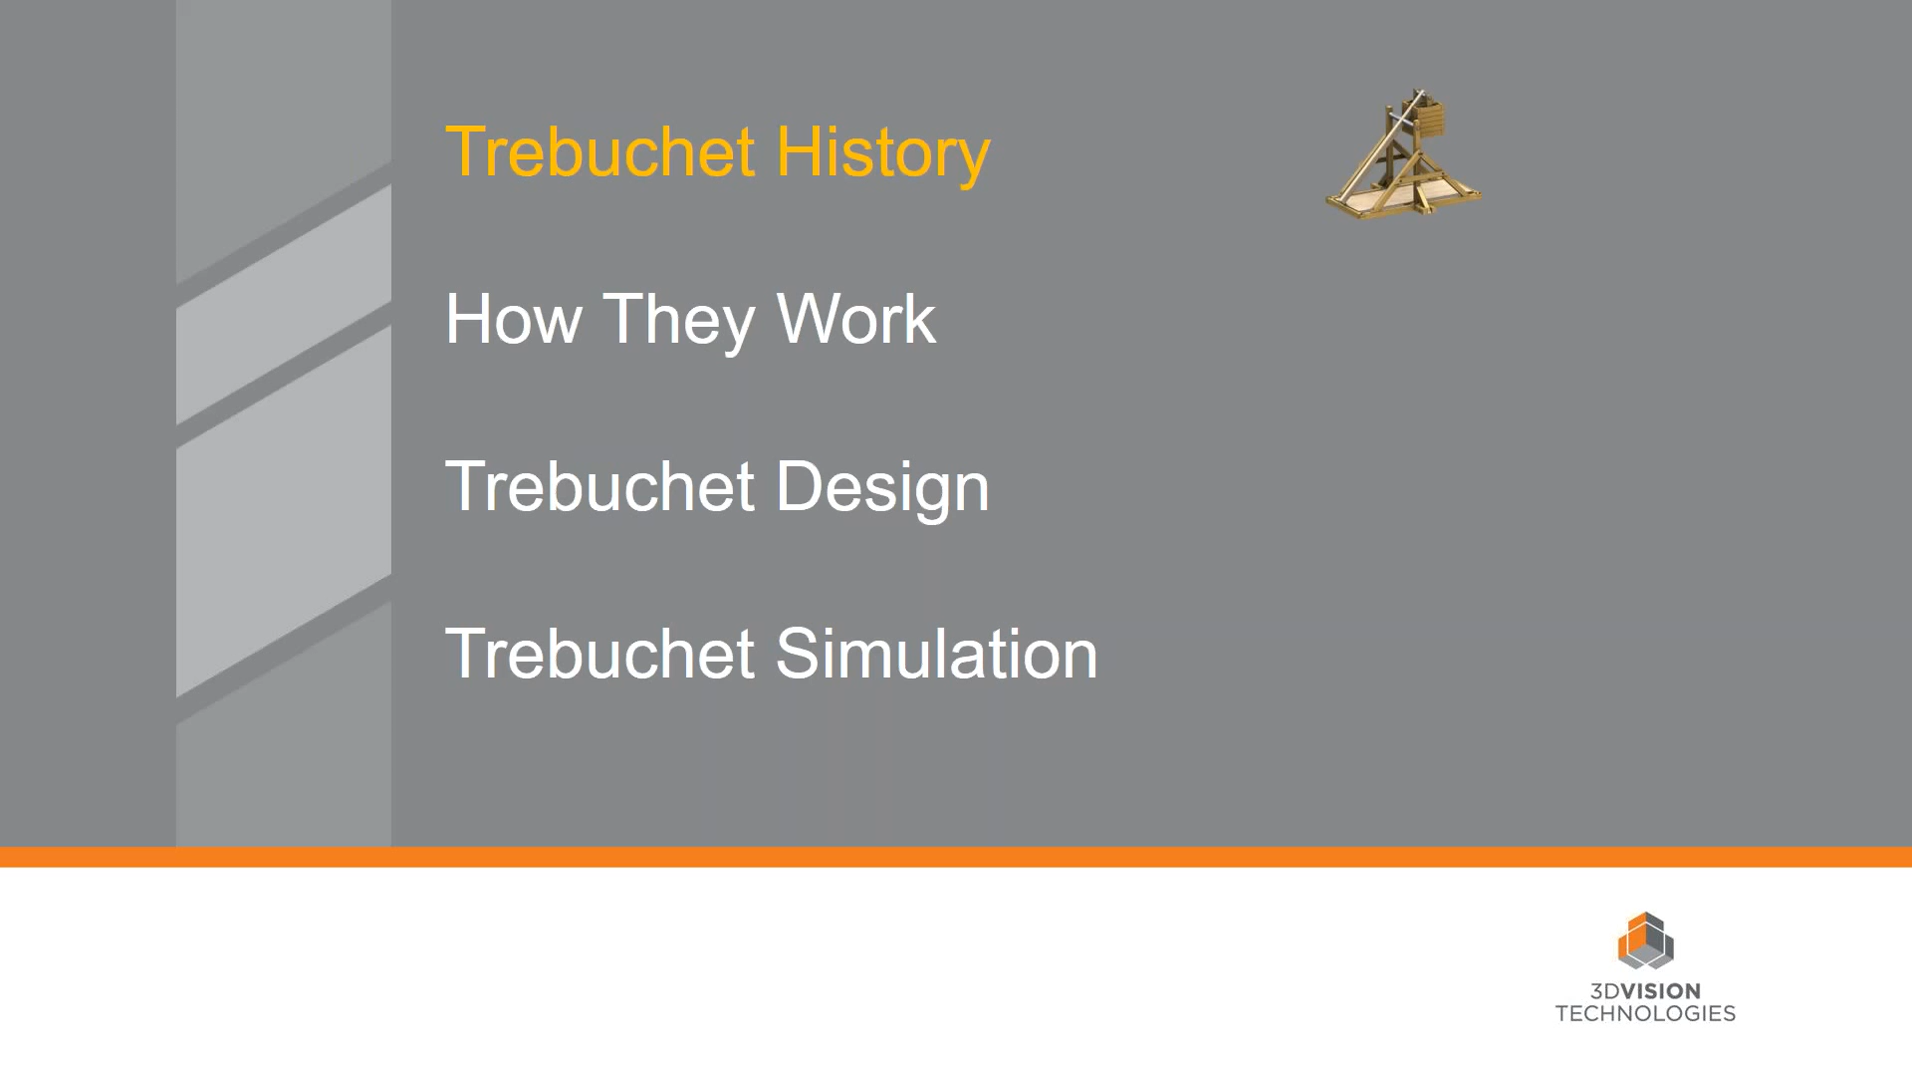 Trebuchet History
How They Work
Trebuchet Design
Trebuchet Simulation
3DVISION
TECHNOLOGIES